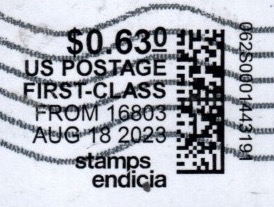 $0.630
US POSTAGE
FIRST-CLASS
FROM 16803
AUG 18 2023
stamps
endicia
062S0001443191